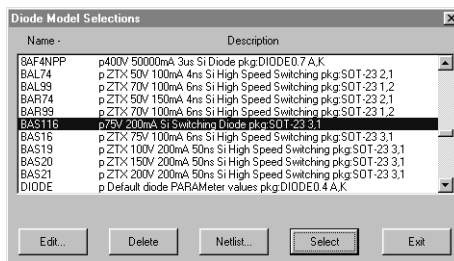 Diode Model Selections
Name - Description
8AF4NPP p400V 50000mA 3us Si Diode pkg:DIODE0.7 A,K
BAL74 p ZTX 50V 100mA 4ns Si High Speed Switching pkg:SOT-23 2,1
BAL99 p ZTX 70V 100mA 6ns Si High Speed Switching pkg:SOT-23 1,2
BAR74 p ZTX 50V 150mA 4ns Si High Speed Switching pkg:SOT-23 2,1
BAR99 p ZTX 70V 100mA 6ns Si High Speed Switching pkg:SOT-23 1,2
BAS116 p75V 200mA Si Switching Diode pkg:SOT-23 3,1
BAS16 p ZTX 75V 100mA 6ns Si High Speed Switching pkg:SOT-23 3,1
BAS19 p ZTX 100V 200mA 50ns Si High Speed Switching pkg:SOT-23 3,1
BAS20 p ZTX 150V 200mA 50ns Si High Speed Switching pkg:SOT-23 3,1
BAS21 p ZTX 200V 200mA 50ns Si High Speed Switching pkg:SOT-23 3,1
DIODE p Default diode PARAMeter values pkg:DIODE0.4 A,K
Edit... Delete Netlist... Select Exit